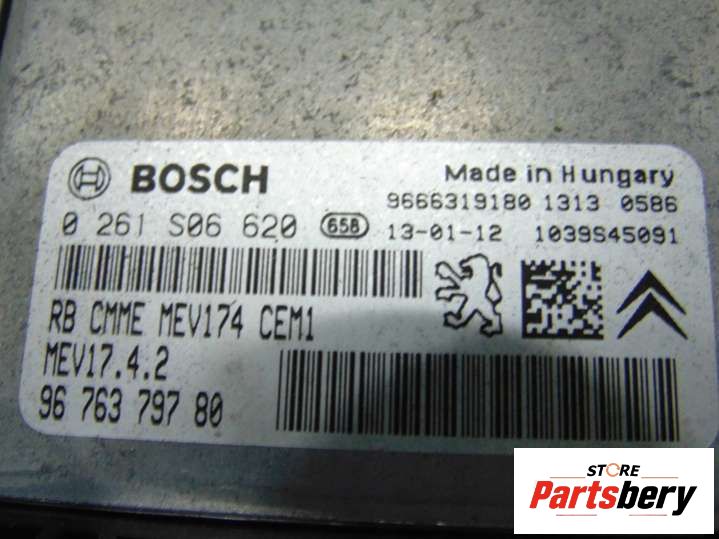 BOSCH
Made in Hungary
9666319180 1313 0586
0 261 S06 620 658
13-01-12 1039S45091
RB CMME MEV174 CEM1
MEV17.4.2
96 763 797 80
STORE
Partsbery